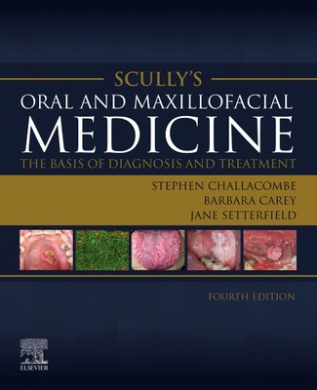 SCULLY'S
ORAL AND MAXILLOFACIAL
MEDICINE
THE BASIS OF DIAGNOSIS AND TREATMENT
STEPHEN CHALLACOMBE
BARBARA CAREY
JANE SETTERFIELD
FOURTH EDITION
ELSEVIER